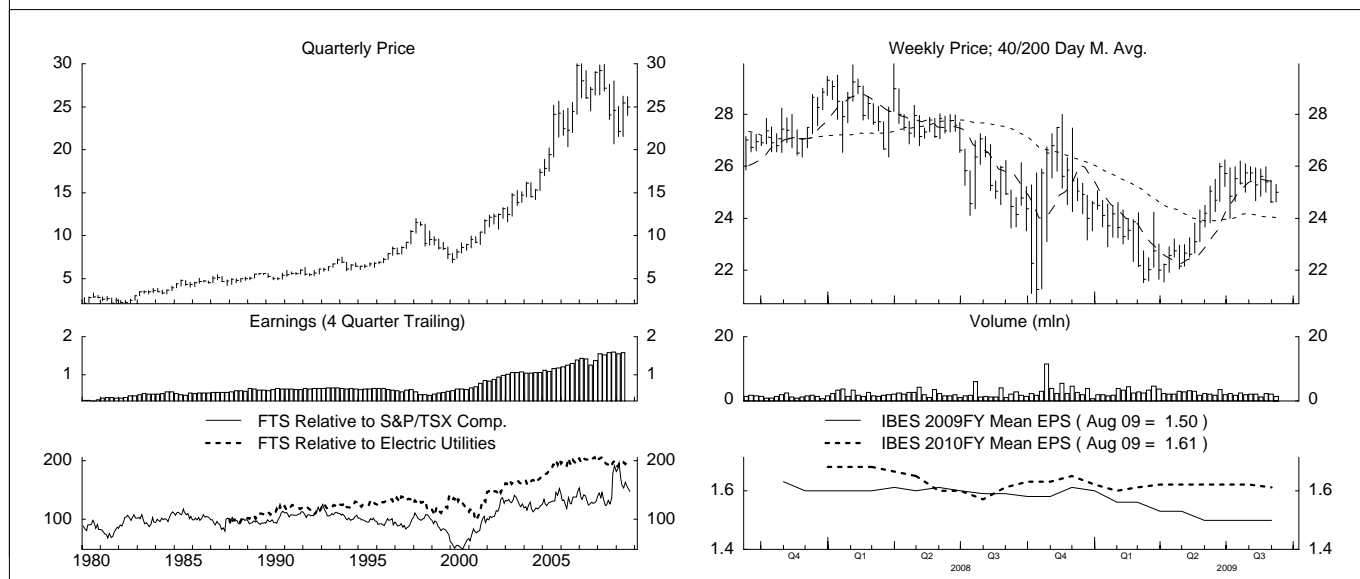 Quarterly Price
30 30
25 25
20 20
15 15
10 10
5 5
Earnings (4 Quarter Trailing)
2 2
1 1
FTS Relative to S&P/TSX Comp.
FTS Relative to Electric Utilities
200 200
100 100
1980 1985 1990 1995 2000 2005
Weekly Price; 40/200 Day M. Avg.
28 28
26 26
24 24
22 22
Volume (mln)
20 20
0 0
IBES 2009FY Mean EPS ( Aug 09 = 1.50 )
IBES 2010FY Mean EPS ( Aug 09 = 1.61 )
1.6 1.6
1.4 1.4
Q4 Q1 Q2 Q3 Q4 Q1 Q2 Q3
2008 2009